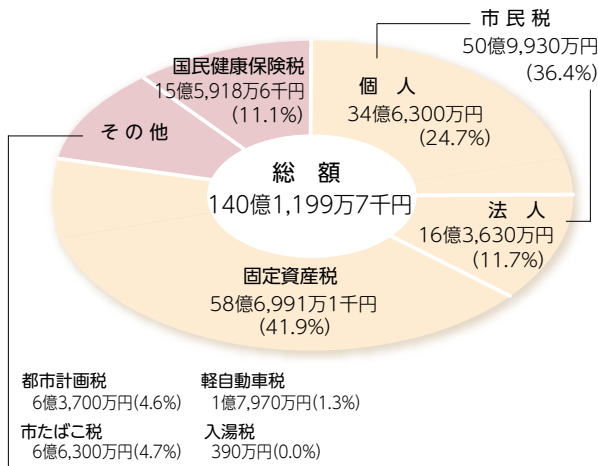 市民税
50億9,930万円
(36.4%)
個人
34億6,300万円
(24.7%)
法人
16億3,630万円
(11.7%)
固定資産税
58億6,991万1千円
(41.9%)
その他
国民健康保険税
15億5,918万6千円
(11.1%)
総額
140億1,199万7千円
都市計画税
6億3,700万円(4.6%)
軽自動車税
1億7,970万円(1.3%)
市たばこ税
6億6,300万円(4.7%)
入湯税
390万円(0.0%)